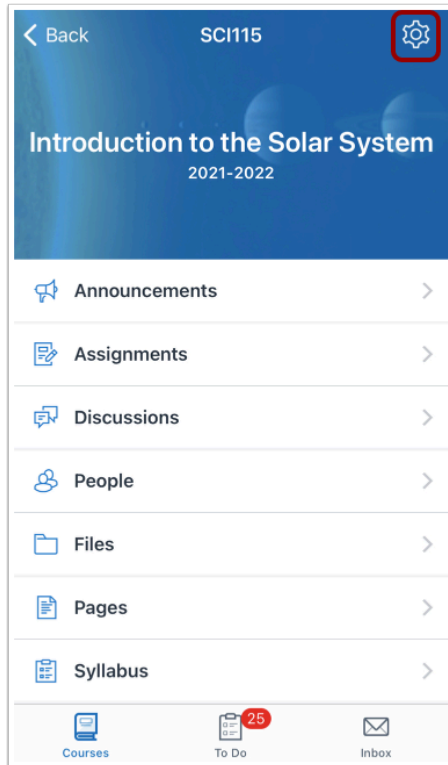 Back
SCI115
Introduction to the Solar System
2021-2022
Announcements
Assignments
Discussions
People
Files
Pages
Syllabus
25
Courses
To Do
Inbox